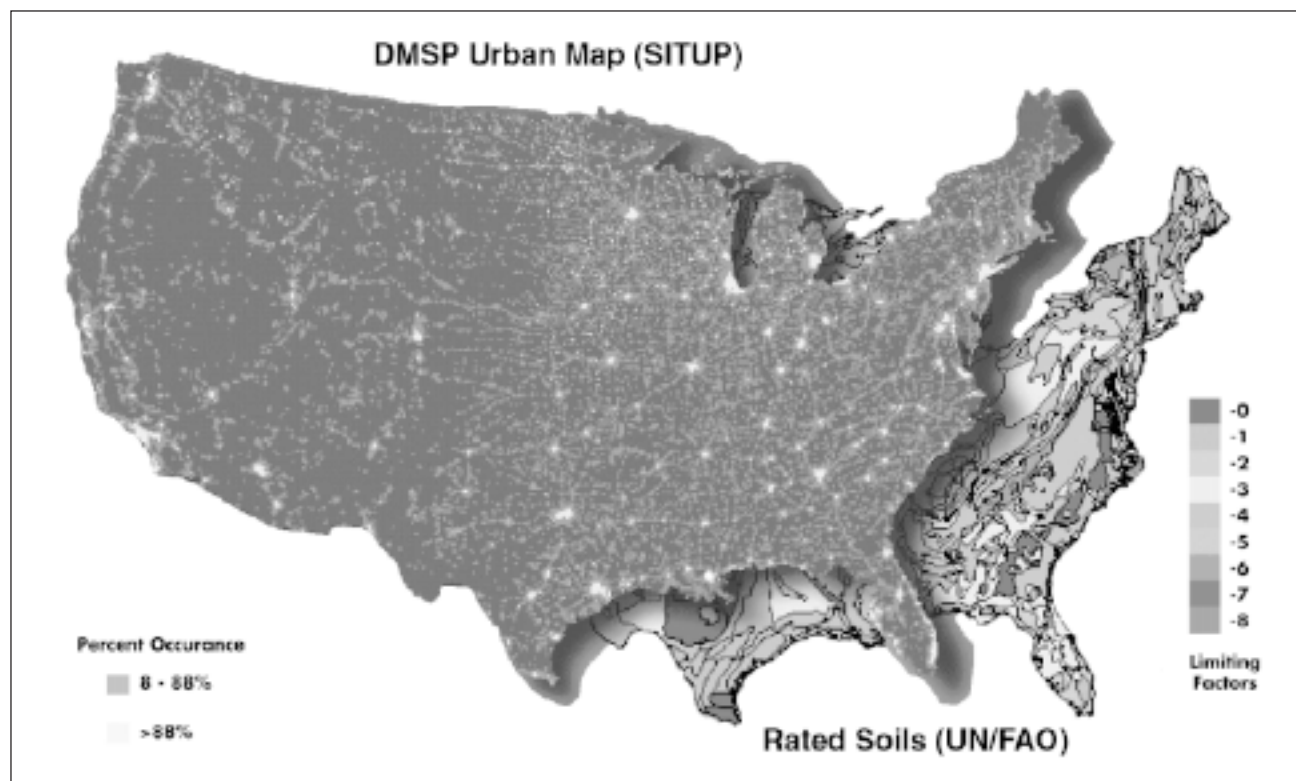 DMSP Urban Map (SITUP)
-0
-1
-2
-3
-4
-5
-6
-7
-8
Limiting
Factors
Percent Occurance
8 - 88%
>88%
Rated Soils (UN/FAO)